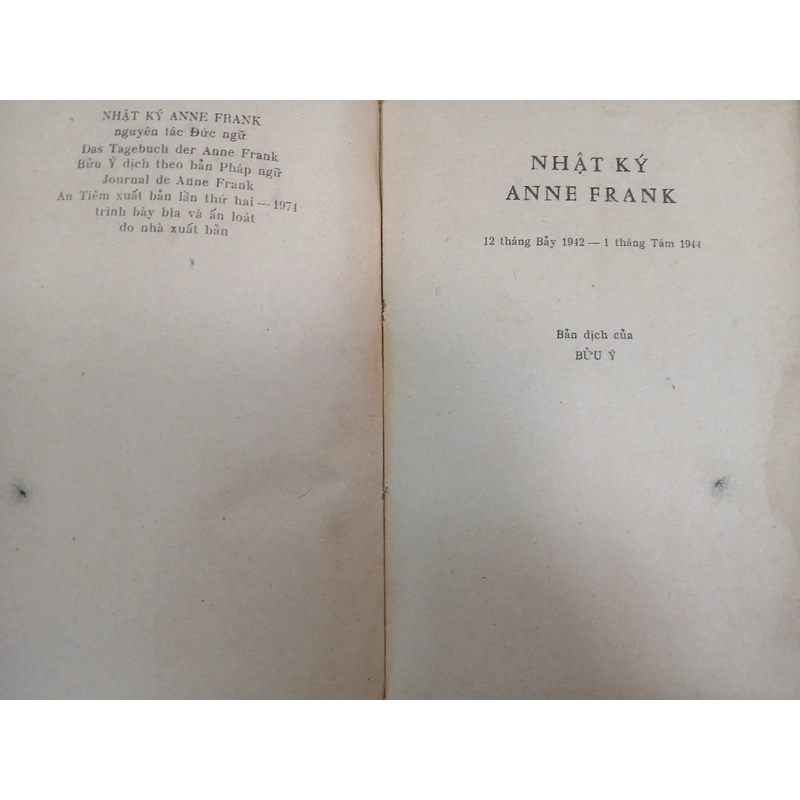 NHẬT KÝ ANNE FRANK
nguyên tác Đức ngữ
Das Tagebuch der Anne Frank
Bửu Ý dịch theo bản Pháp ngữ
Journal de Anne Frank
An Tiêm xuất bản lần thứ hai — 1974
trình bày bìa và ấn loát
do nhà xuất bản
NHẬT KÝ
ANNE FRANK
12 tháng Bảy 1942 — 1 tháng Tám 1944
Bản dịch của
BỬU Ý